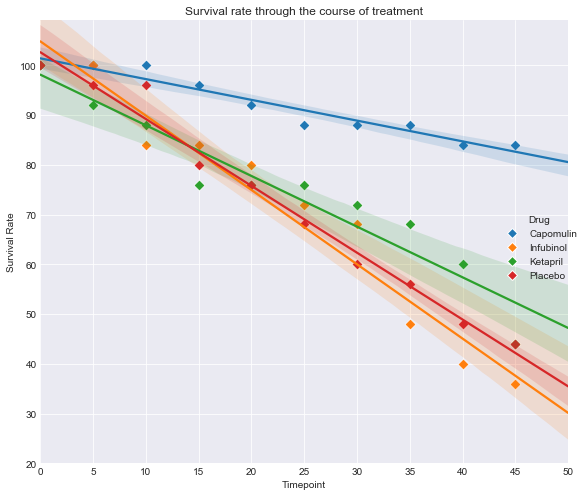 Survival rate through the course of treatment
Survival Rate
100
90
80
70
60
50
40
30
20
Drug
Capomulin
Infubinol
Ketapril
Placebo
0 5 10 15 20 25 30 35 40 45 50
Timepoint